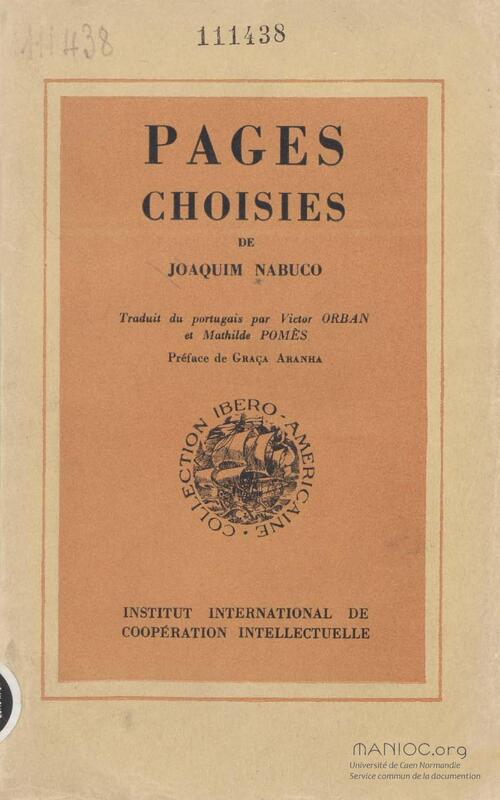 111438
111438
PAGES
CHOISIES
DE
JOAQUIM NABUCO
Traduit du portugais par Victor ORBAN
et Mathilde POMÈS
Préface de GRAÇA ARANHA
COLLECTION IBERO-AMERICAINE
INSTITUT INTERNATIONAL DE
COOPÉRATION INTELLECTUELLE
MANIOC.org
Université de Caen Normandie
Service commun de la documention